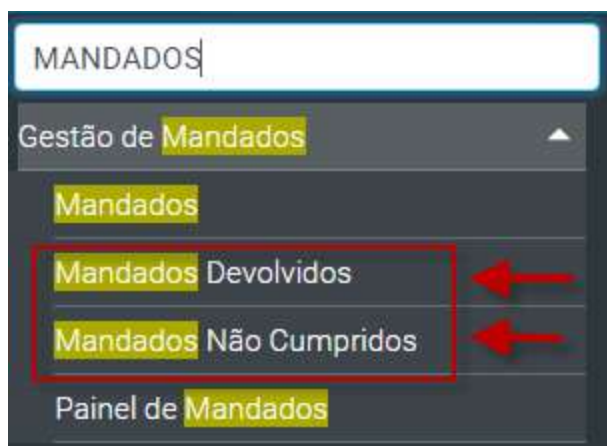 MANDADOS
Gestão de Mandados
Mandados
Mandados Devolvidos
Mandados Não Cumpridos
Painel de Mandados